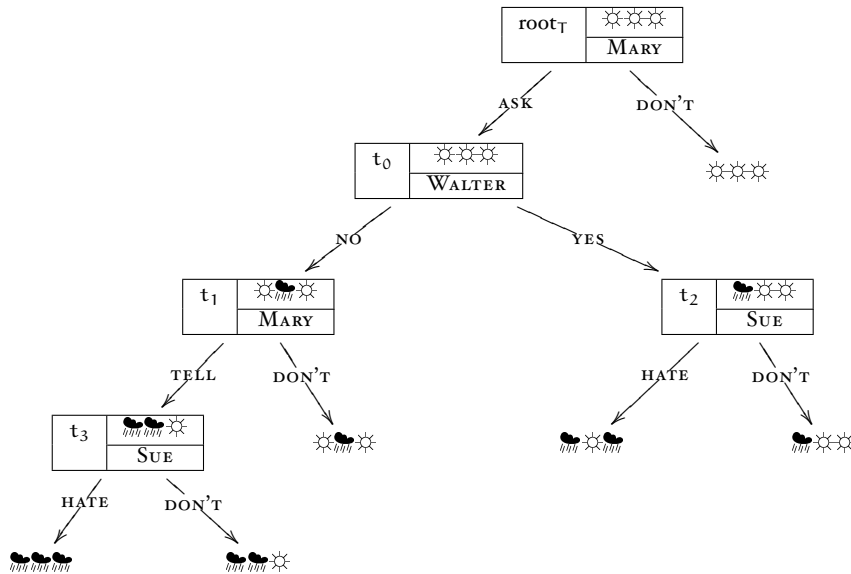 root_T
MARY
ASK
DON'T
t_0
WALTER
NO
YES
t_1
MARY
t_2
SUE
TELL
DON'T
HATE
DON'T
t_3
SUE
HATE
DON'T